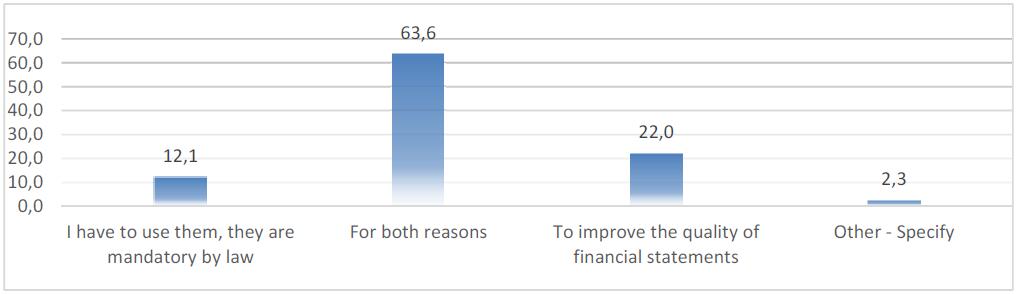 70,0
60,0
50,0
40,0
30,0
20,0
10,0
0,0
12,1
63,6
22,0
2,3
I have to use them, they are
mandatory by law
For both reasons
To improve the quality of
financial statements
Other - Specify